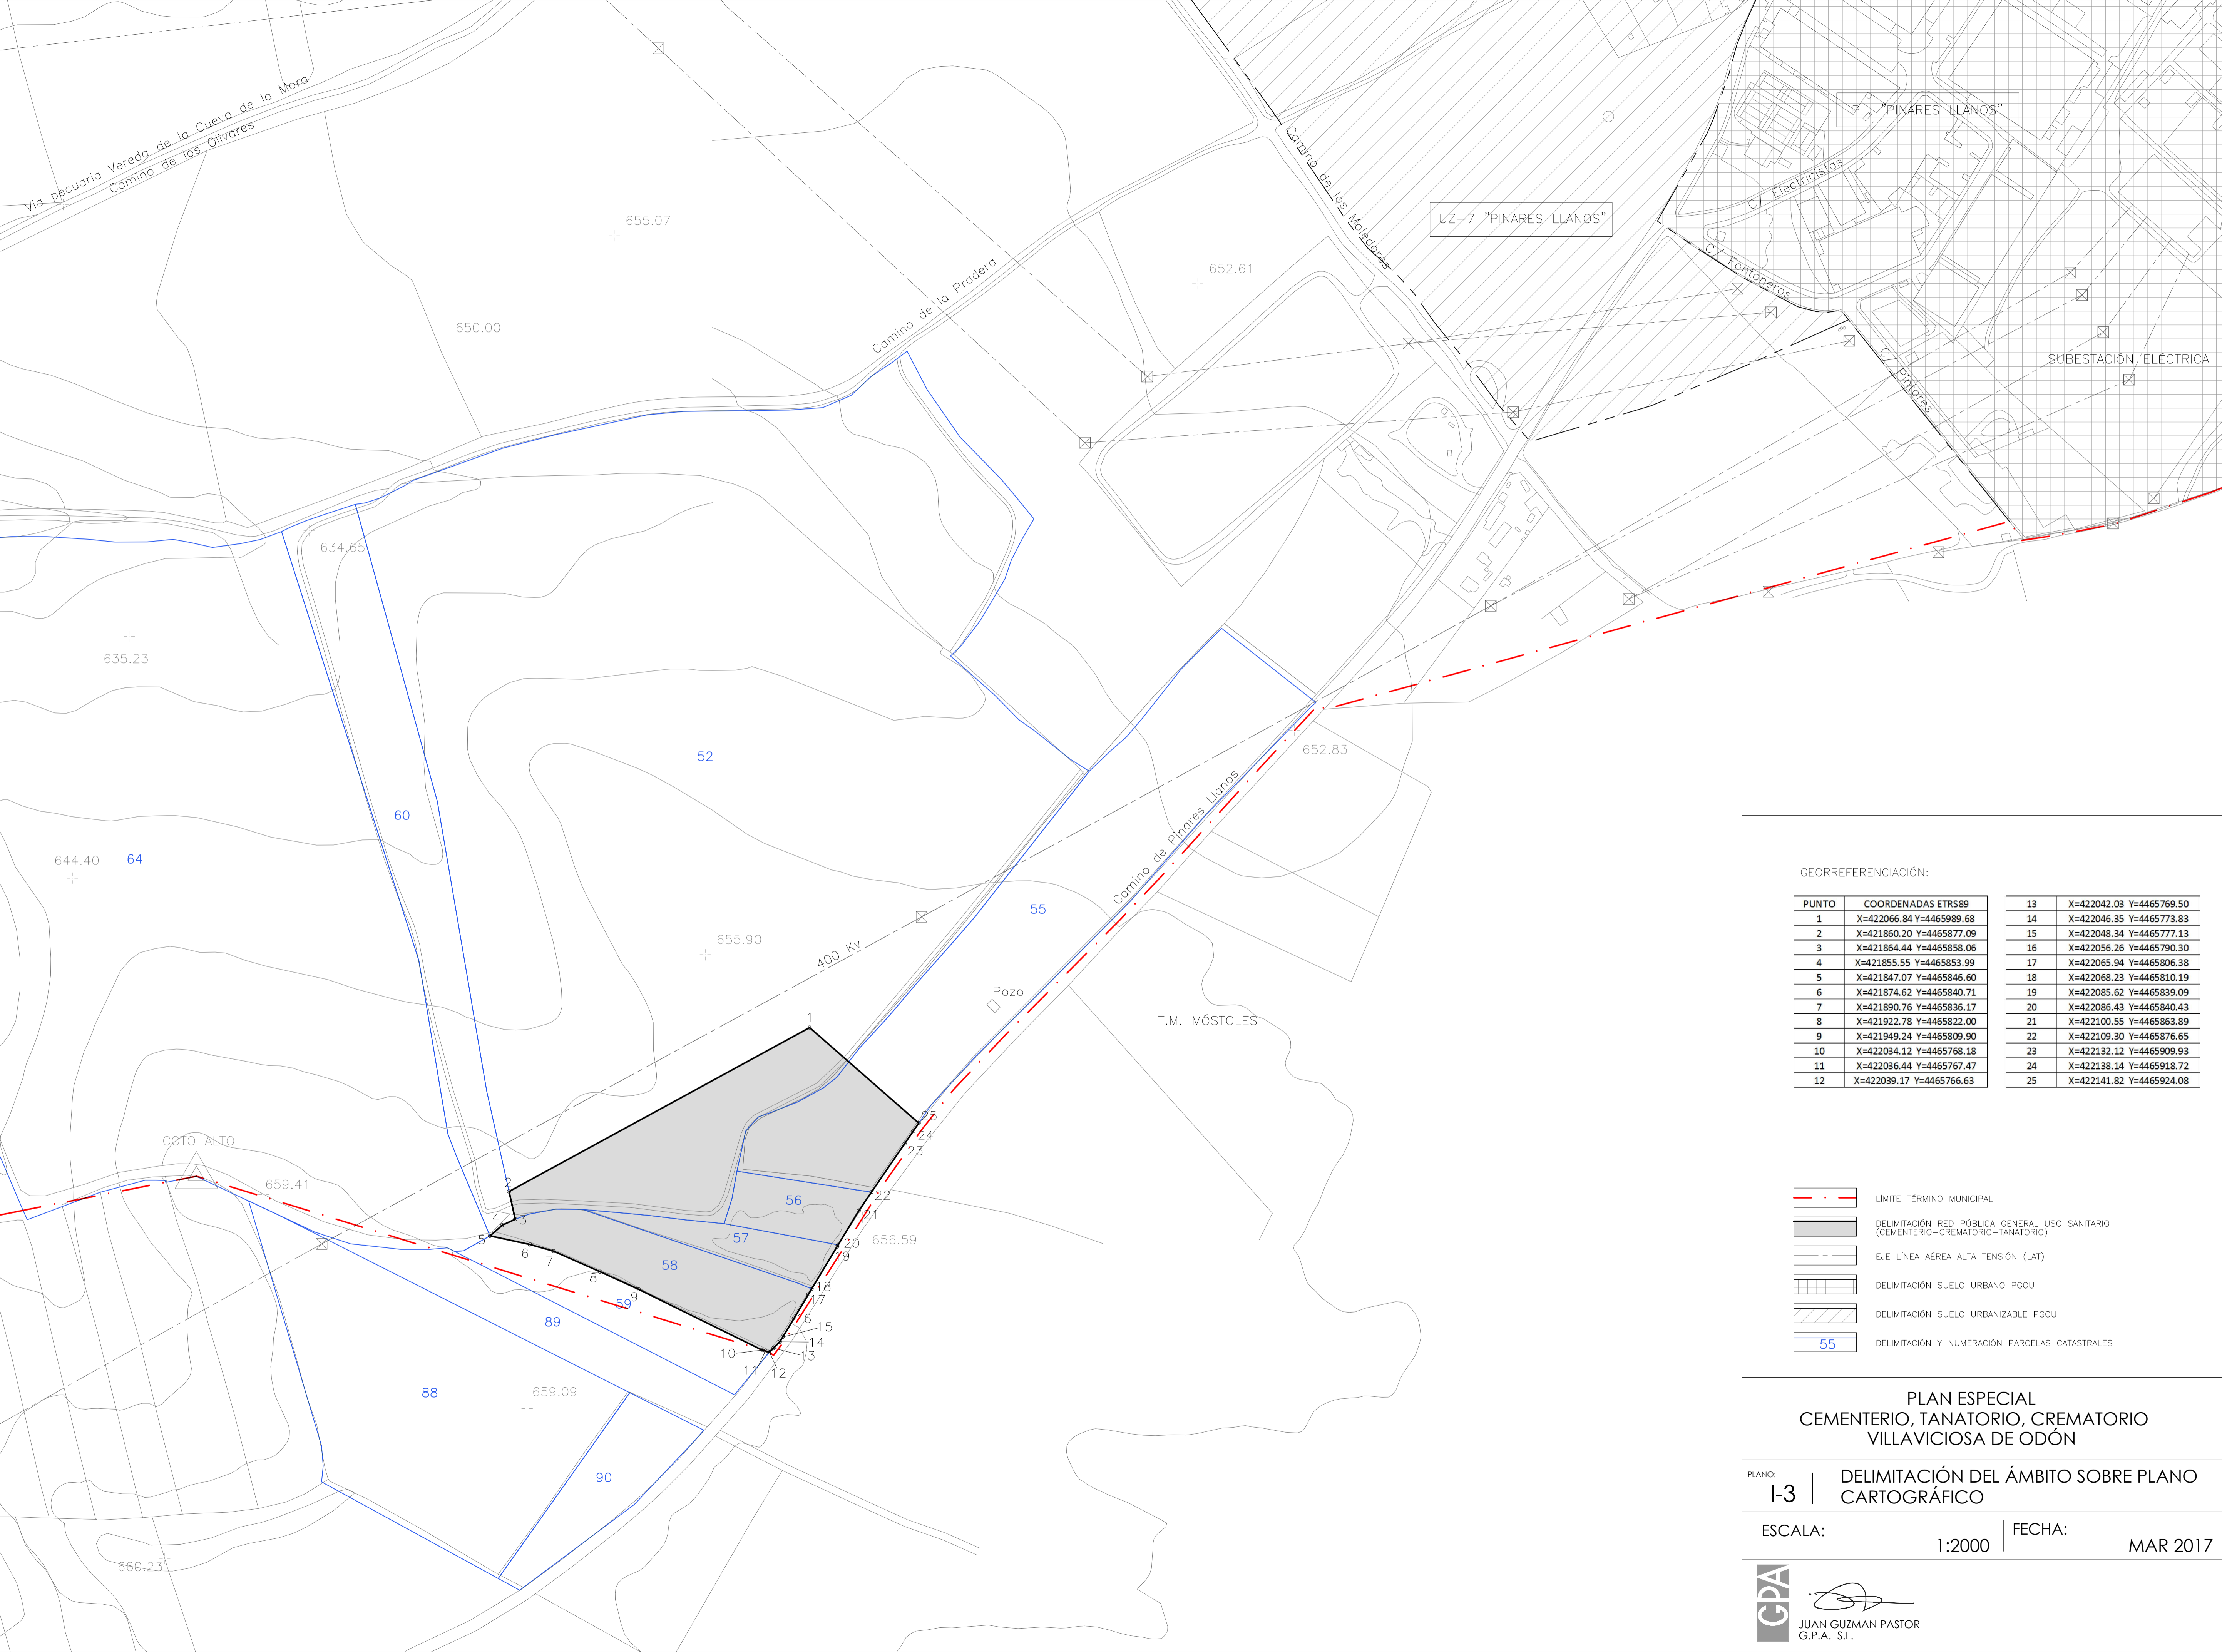 Vía pecuaria Vereda de la Cueva de la Mora
Camino de los Olivares
655.07
650.00
Camino de la Pradera
652.61
Camino de los Moledores
UZ-7 "PINARES LLANOS"
P.I. "PINARES LLANOS"
C/ Electricistas
C/ Fontaneros
C/ Pintores
SUBESTACIÓN ELÉCTRICA
634.65
635.23
52
60
644.40
64
652.83
Camino de Pinares Llanos
55
655.90
400 Kv
Pozo
T.M. MÓSTOLES
COTO ALTO
659.41
656.59
1
2
3
4
5
6
7
8
9
10
11
12
13
14
15
16
17
18
19
20
21
22
23
24
25
56
57
58
59
89
88
659.09
90
660.23
GEORREFERENCIACIÓN:
PUNTO COORDENADAS ETRS89
1 X=422066.84 Y=4465989.68
2 X=421860.20 Y=4465877.09
3 X=421864.44 Y=4465858.06
4 X=421855.55 Y=4465853.99
5 X=421847.07 Y=4465846.60
6 X=421874.62 Y=4465840.71
7 X=421890.76 Y=4465836.17
8 X=421922.78 Y=4465822.00
9 X=421949.24 Y=4465809.90
10 X=422034.12 Y=4465768.18
11 X=422036.44 Y=4465767.47
12 X=422039.17 Y=4465766.63
13 X=422042.03 Y=4465769.50
14 X=422046.35 Y=4465773.83
15 X=422048.34 Y=4465777.13
16 X=422056.26 Y=4465790.30
17 X=422065.94 Y=4465806.38
18 X=422068.23 Y=4465810.19
19 X=422085.62 Y=4465839.09
20 X=422086.43 Y=4465840.43
21 X=422100.55 Y=4465863.89
22 X=422109.30 Y=4465876.65
23 X=422132.12 Y=4465909.93
24 X=422138.14 Y=4465918.72
25 X=422141.82 Y=4465924.08
LÍMITE TÉRMINO MUNICIPAL
DELIMITACIÓN RED PÚBLICA GENERAL USO SANITARIO
(CEMENTERIO-CREMATORIO-TANATORIO)
EJE LÍNEA AÉREA ALTA TENSIÓN (LAT)
DELIMITACIÓN SUELO URBANO PGOU
DELIMITACIÓN SUELO URBANIZABLE PGOU
55 DELIMITACIÓN Y NUMERACIÓN PARCELAS CATASTRALES
PLAN ESPECIAL
CEMENTERIO, TANATORIO, CREMATORIO
VILLAVICIOSA DE ODÓN
PLANO:
I-3
DELIMITACIÓN DEL ÁMBITO SOBRE PLANO
CARTOGRÁFICO
ESCALA:
1:2000
FECHA:
MAR 2017
GPA
JUAN GUZMAN PASTOR
G.P.A. S.L.